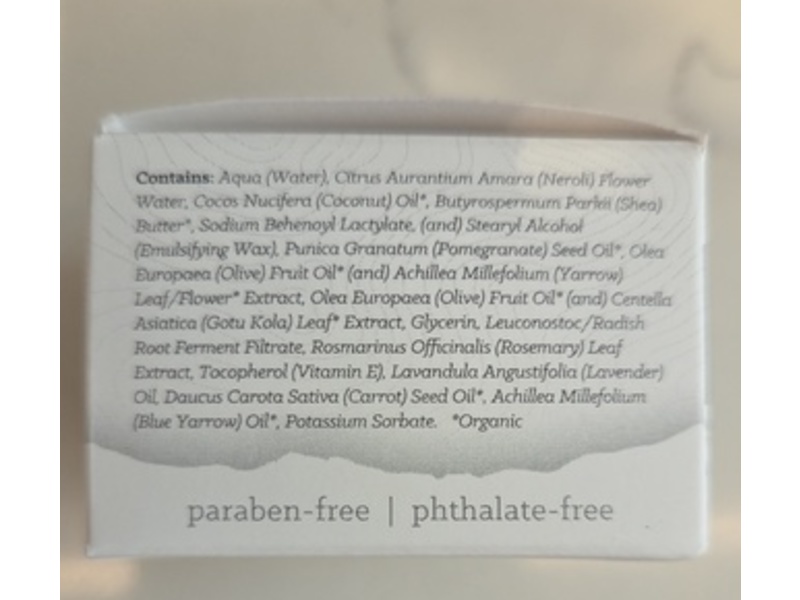 Contains: Aqua (Water), Citrus Aurantium Amara (Neroli) Flower
Water, Cocos Nucifera (Coconut) Oil*, Butyrospermum Parkii (Shea)
Butter*, Sodium Behenoyl Lactylate, (and) Stearyl Alcohol
(Emulsifying Wax), Punica Granatum (Pomegranate) Seed Oil*, Olea
Europaea (Olive) Fruit Oil* (and) Achillea Millefolium (Yarrow)
Leaf/Flower* Extract, Olea Europaea (Olive) Fruit Oil* (and) Centella
Asiatica (Gotu Kola) Leaf* Extract, Glycerin, Leuconostoc/Radish
Root Ferment Filtrate, Rosmarinus Officinalis (Rosemary) Leaf
Extract, Tocopherol (Vitamin E), Lavandula Angustifolia (Lavender)
Oil, Daucus Carota Sativa (Carrot) Seed Oil*, Achillea Millefolium
(Blue Yarrow) Oil*, Potassium Sorbate. *Organic
paraben-free | phthalate-free